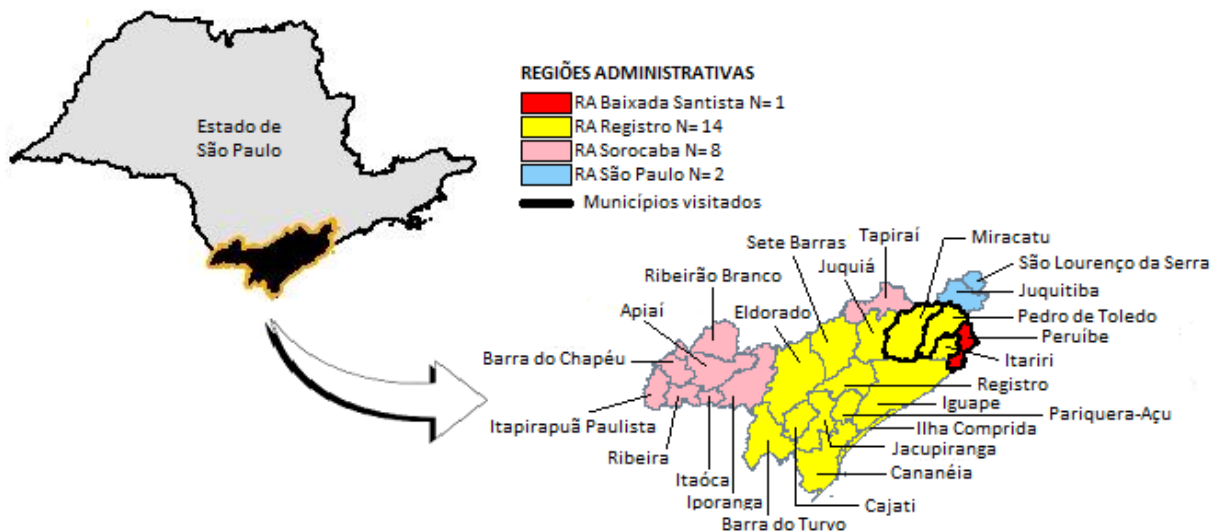 Estado de
São Paulo
REGIÕES ADMINISTRATIVAS
RA Baixada Santista N= 1
RA Registro N= 14
RA Sorocaba N= 8
RA São Paulo N= 2
Municípios visitados
Tapiraí
Miracatu
Sete Barras
São Lourenço da Serra
Juquiá
Ribeirão Branco
Juquitiba
Eldorado
Pedro de Toledo
Apiaí
Peruíbe
Barra do Chapéu
Itariri
Registro
Iguape
Pariquera-Açu
Itapirapuã Paulista
Ilha Comprida
Ribeira
Jacupiranga
Itaóca
Cananéia
Iporanga
Cajati
Barra do Turvo